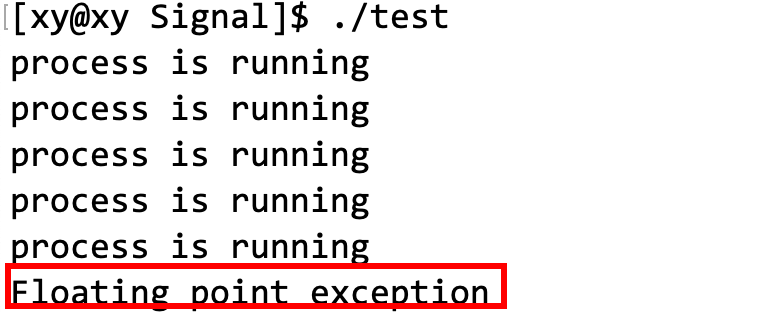 [xy@xy Signal]$ ./test
process is running
process is running
process is running
process is running
process is running
Floating point exception